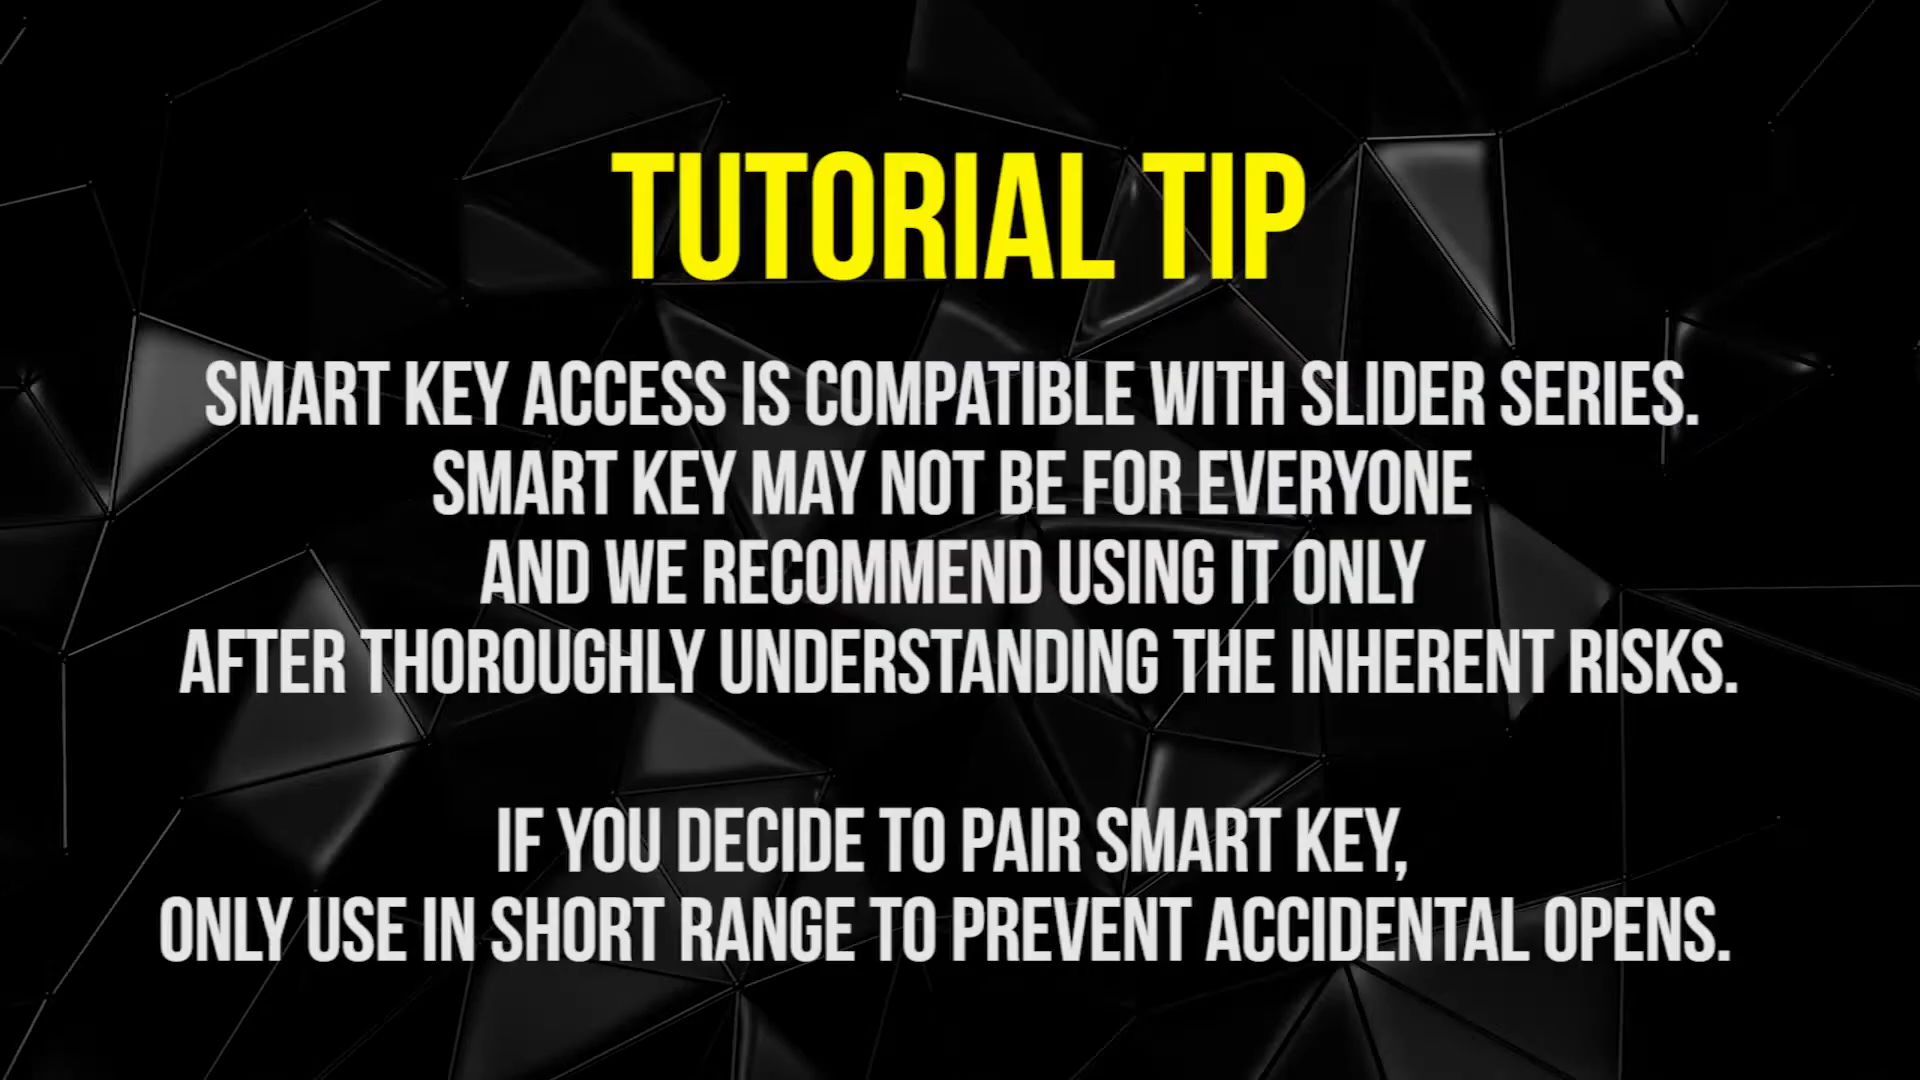 TUTORIAL TIP
SMART KEY ACCESS IS COMPATIBLE WITH SLIDER SERIES.
SMART KEY MAY NOT BE FOR EVERYONE
AND WE RECOMMEND USING IT ONLY
AFTER THOROUGHLY UNDERSTANDING THE INHERENT RISKS.
IF YOU DECIDE TO PAIR SMART KEY,
ONLY USE IN SHORT RANGE TO PREVENT ACCIDENTAL OPENS.